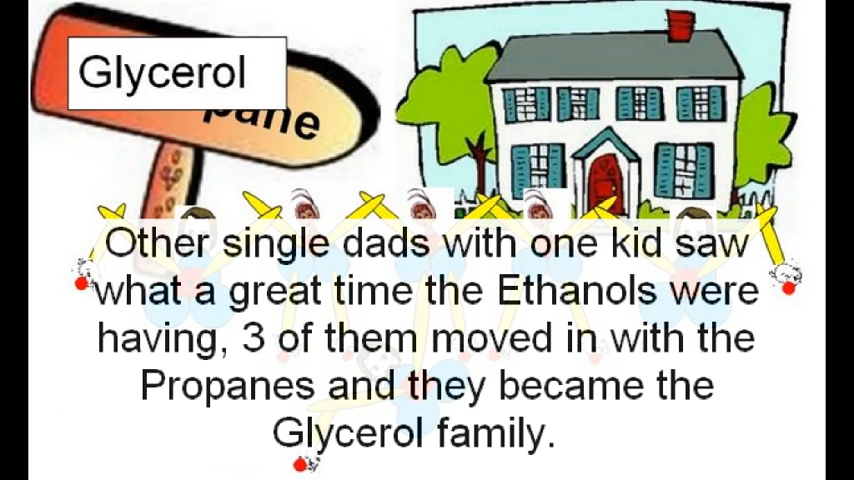 Glycerol
pane
Other single dads with one kid saw
what a great time the Ethanols were
having, 3 of them moved in with the
Propanes and they became the
Glycerol family.